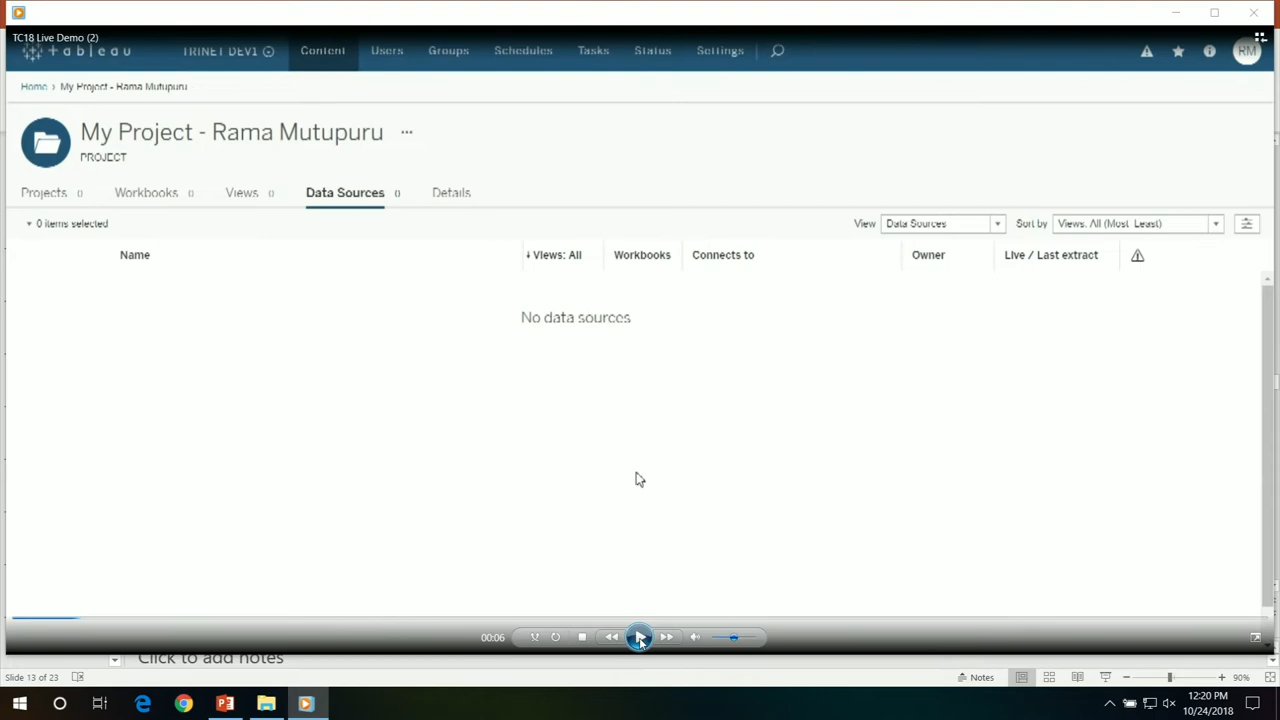 TC18 Live Demo (2)
+ableau TRINET DEV1 Content Users Groups Schedules Tasks Status Settings RM
Home › My Project - Rama Mutupuru
My Project - Rama Mutupuru ...
PROJECT
Projects 0 Workbooks 0 Views 0 Data Sources 0 Details
0 items selected View Data Sources Sort by Views: All (Most Least)
Name ↓ Views: All Workbooks Connects to Owner Live / Last extract
No data sources
00:06
Click to add notes
Slide 13 of 23 Notes 90%
12:20 PM
10/24/2018